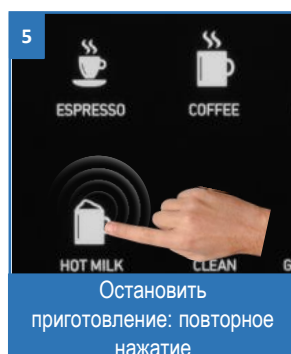 5
ESPRESSO COFFEE
HOT MILK CLEAN G
Остановить
приготовление: повторное
нажатие